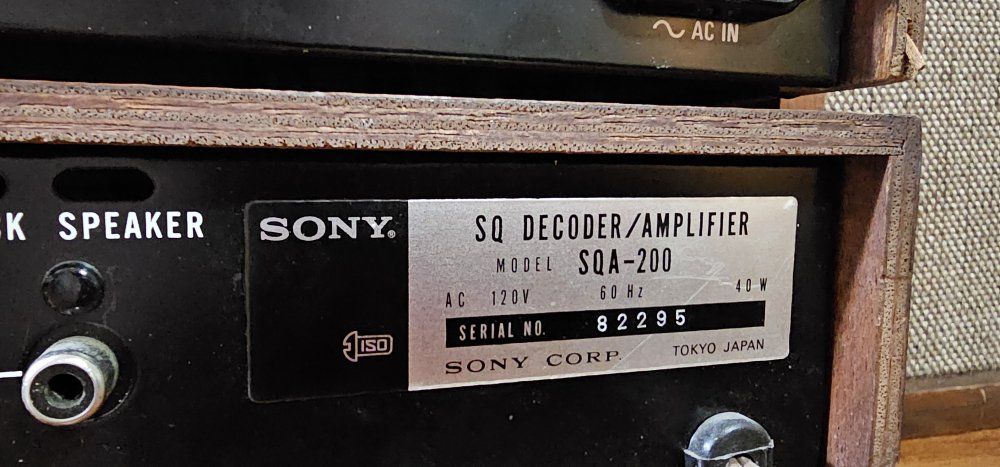 ~ AC IN
SPEAKER
SONY®
SQ DECODER/AMPLIFIER
MODEL SQA-200
AC 120V 60 Hz 40 W
SERIAL NO. 82295
ISO
SONY CORP. TOKYO JAPAN